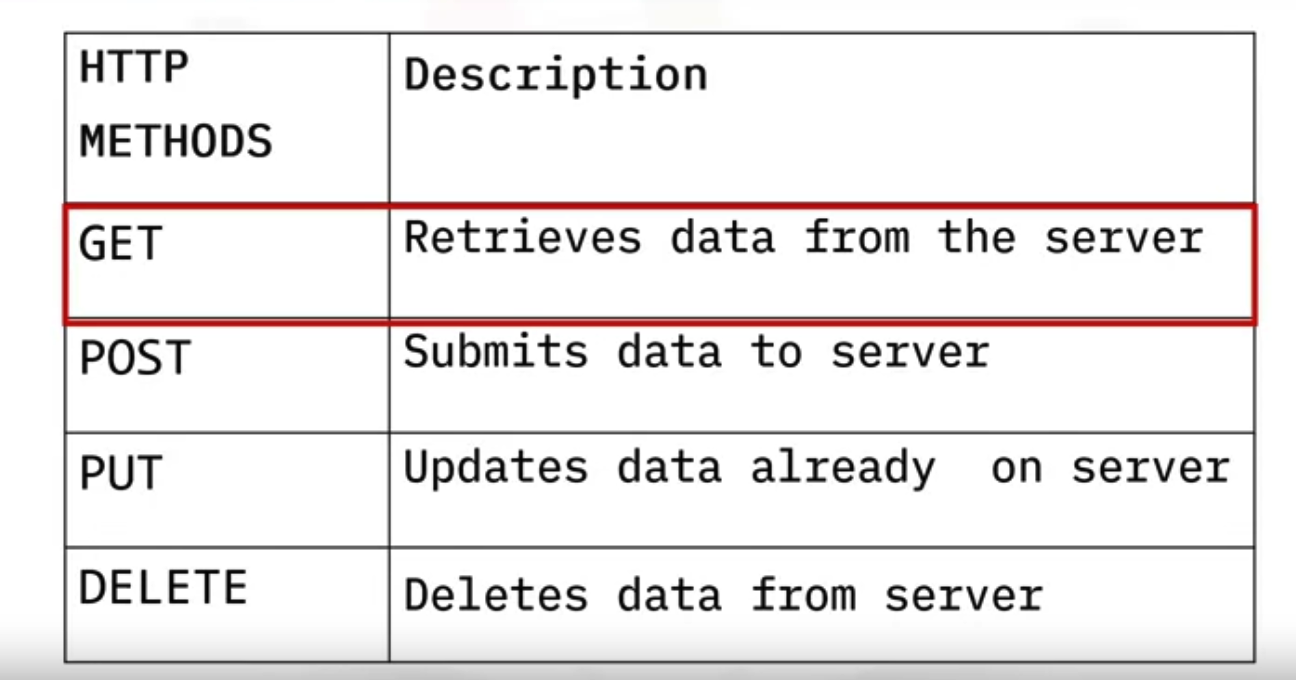 HTTP
METHODS
Description
GET
Retrieves data from the server
POST
Submits data to server
PUT
Updates data already  on server
DELETE
Deletes data from server